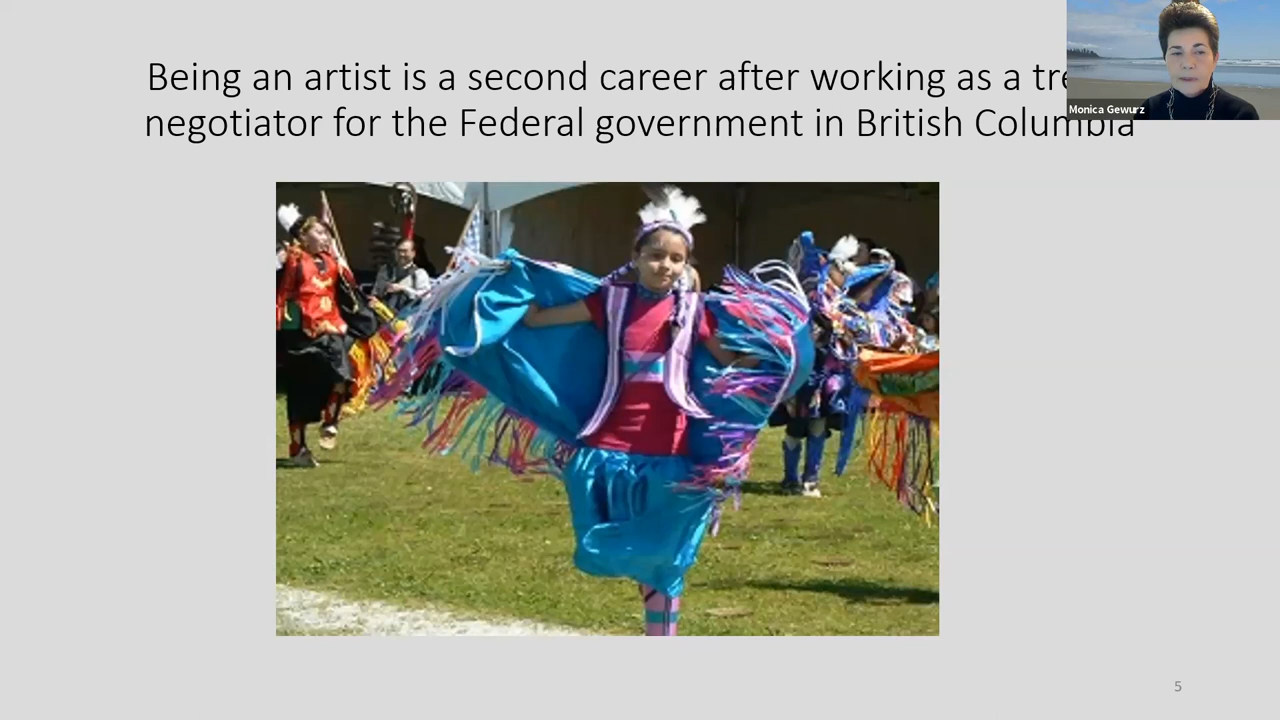 Being an artist is a second career after working as a
negotiator for the Federal government in British Columbia
Monica Gewurz
5